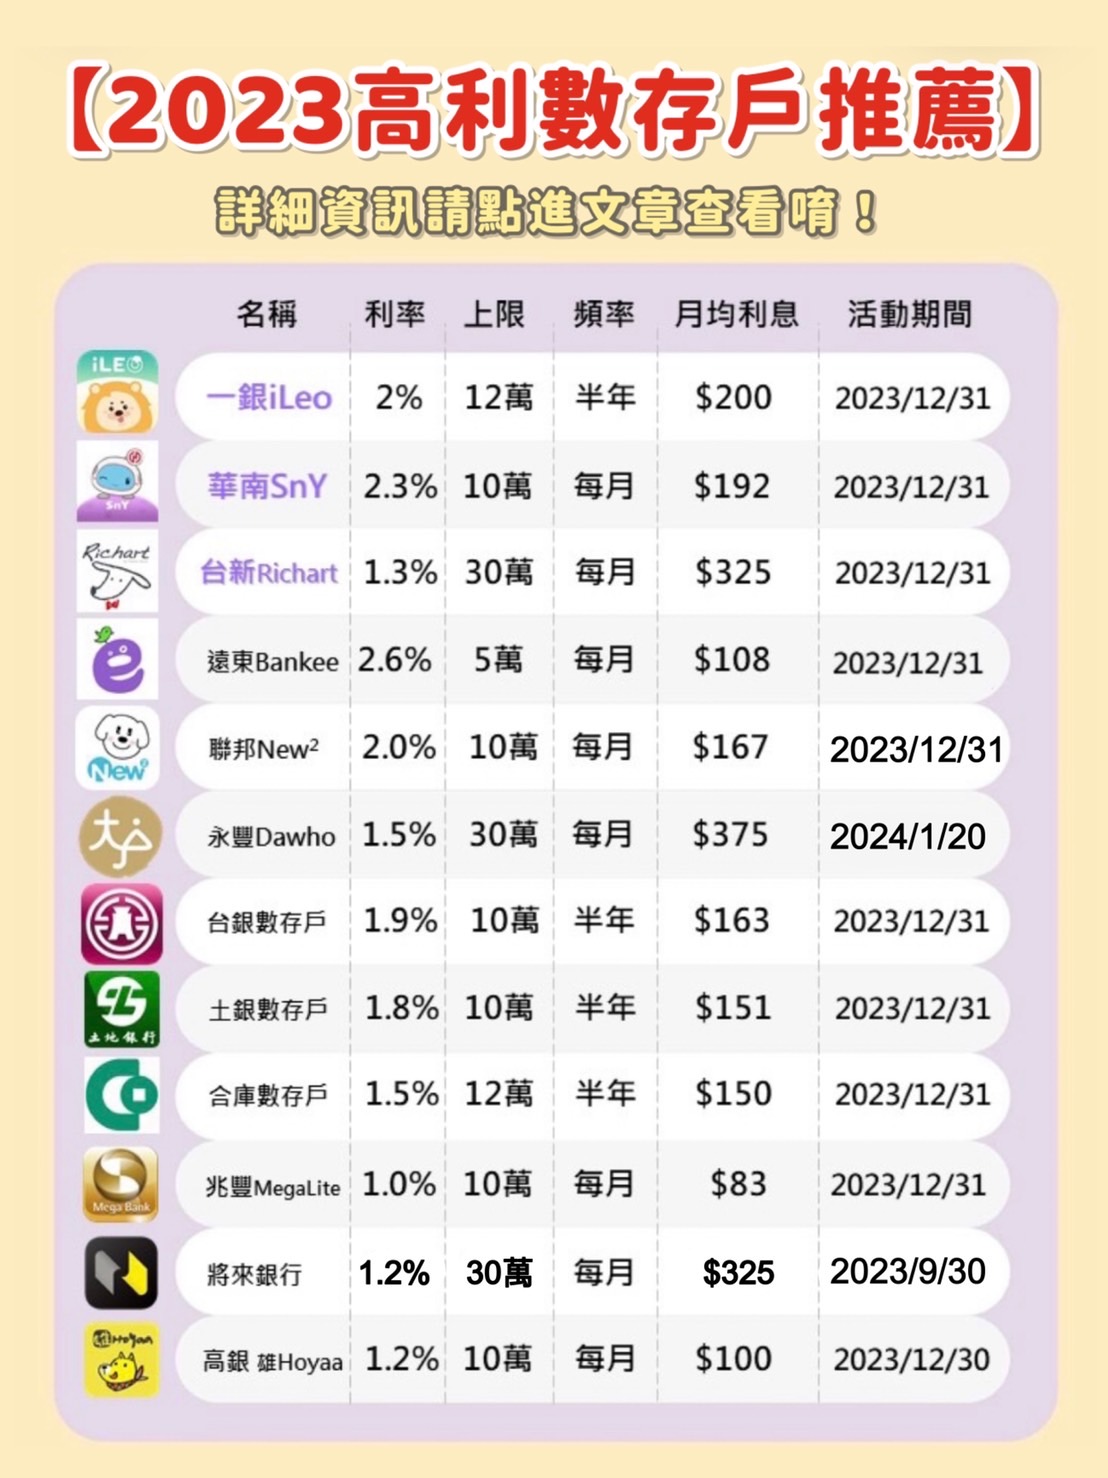 【2023高利數存戶推薦】
詳細資訊請點進文章查看唷！
名稱 利率 上限 頻率 月均利息 活動期間
iLEO 一銀iLeo 2% 12萬 半年 $200 2023/12/31
SnY 華南SnY 2.3% 10萬 每月 $192 2023/12/31
Richart 台新Richart 1.3% 30萬 每月 $325 2023/12/31
遠東Bankee 2.6% 5萬 每月 $108 2023/12/31
New² 聯邦New² 2.0% 10萬 每月 $167 2023/12/31
大戶 永豐Dawho 1.5% 30萬 每月 $375 2024/1/20
台銀數存戶 1.9% 10萬 半年 $163 2023/12/31
土地銀行 土銀數存戶 1.8% 10萬 半年 $151 2023/12/31
合庫數存戶 1.5% 12萬 半年 $150 2023/12/31
Mega Bank 兆豐MegaLite 1.0% 10萬 每月 $83 2023/12/31
將來銀行 1.2% 30萬 每月 $325 2023/9/30
雄Hoyaa 高銀 雄Hoyaa 1.2% 10萬 每月 $100 2023/12/30